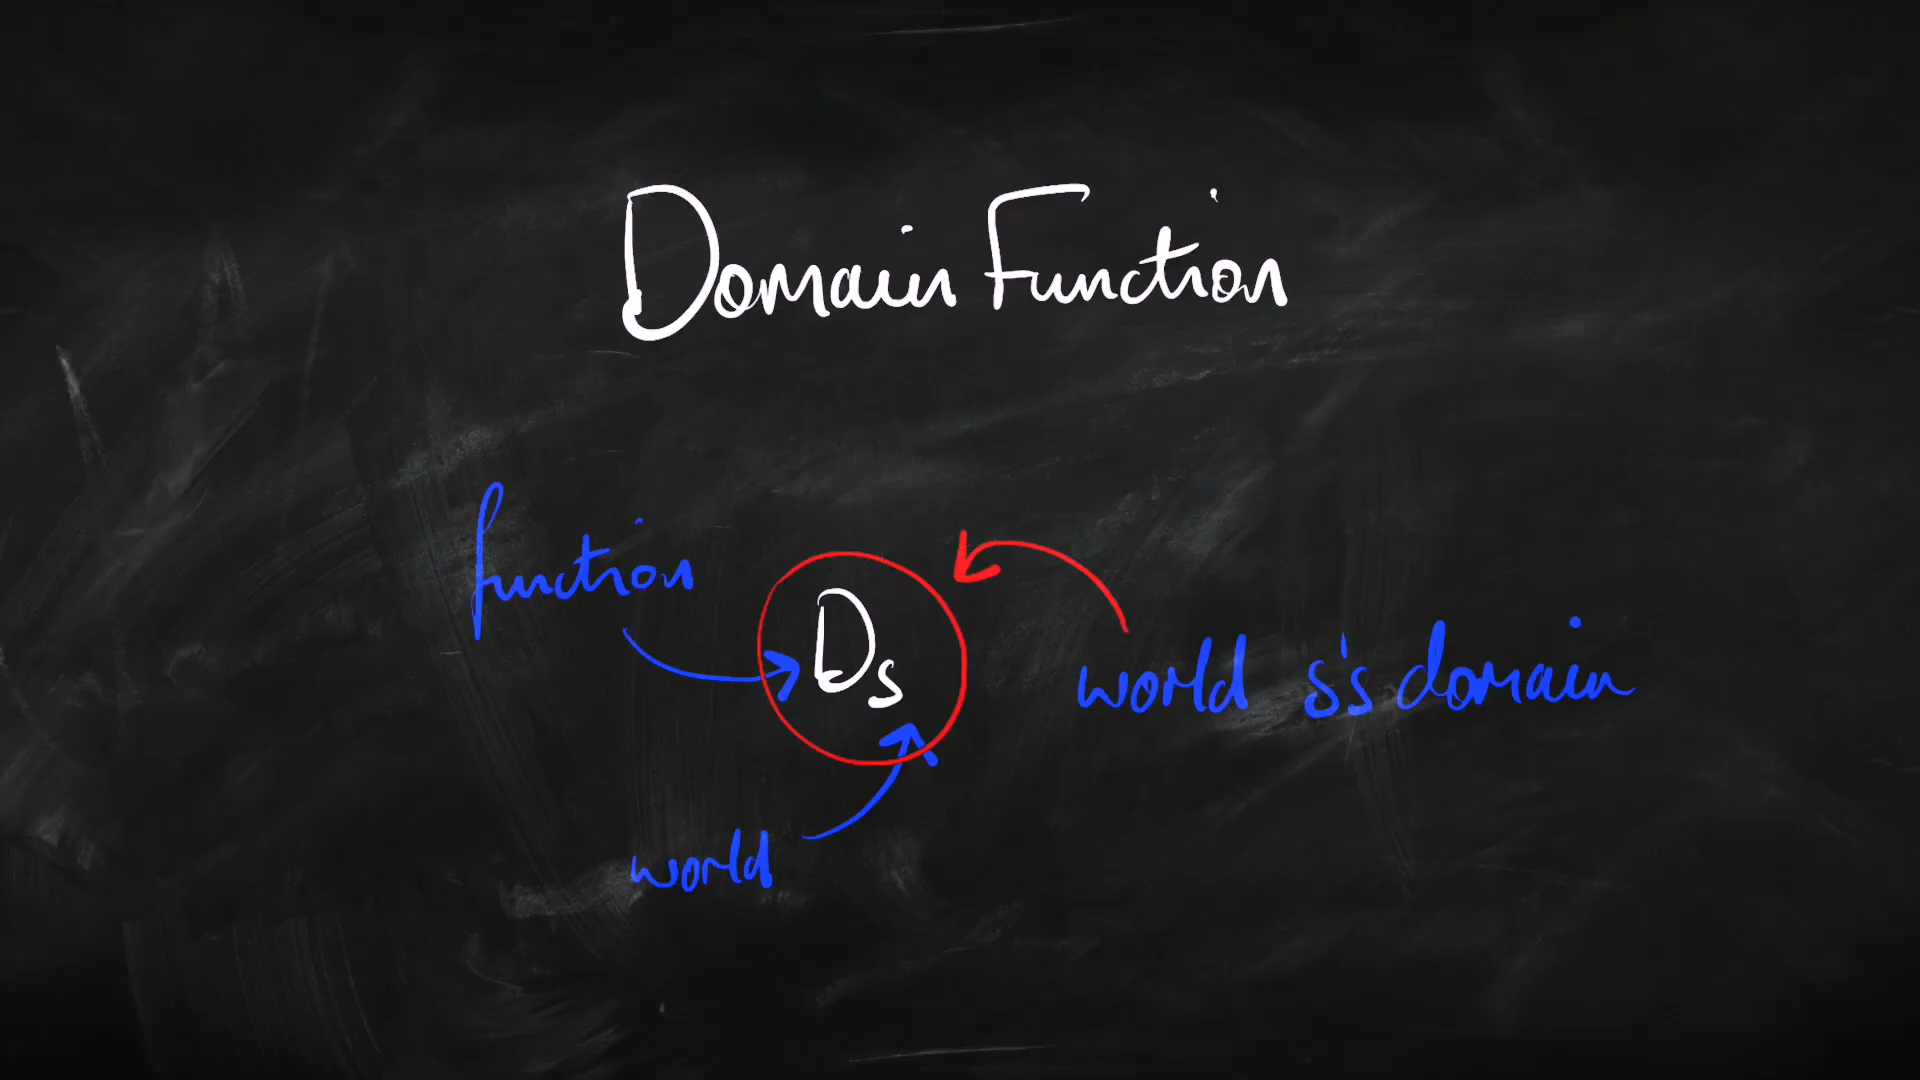 Domain Function
function
Ds
world s's domain
world